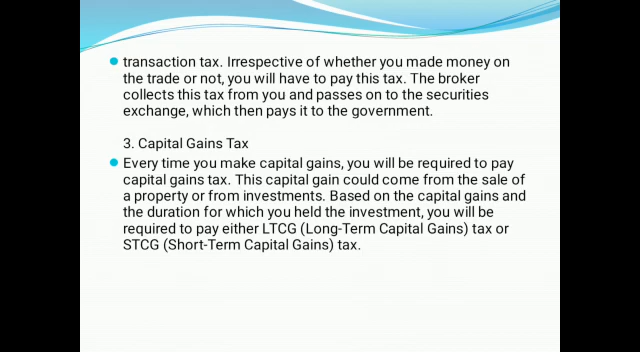 transaction tax. Irrespective of whether you made money on
the trade or not, you will have to pay this tax. The broker
collects this tax from you and passes on to the securities
exchange, which then pays it to the government.
3. Capital Gains Tax
Every time you make capital gains, you will be required to pay
capital gains tax. This capital gain could come from the sale of
a property or from investments. Based on the capital gains and
the duration for which you held the investment, you will be
required to pay either LTCG (Long-Term Capital Gains) tax or
STCG (Short-Term Capital Gains) tax.